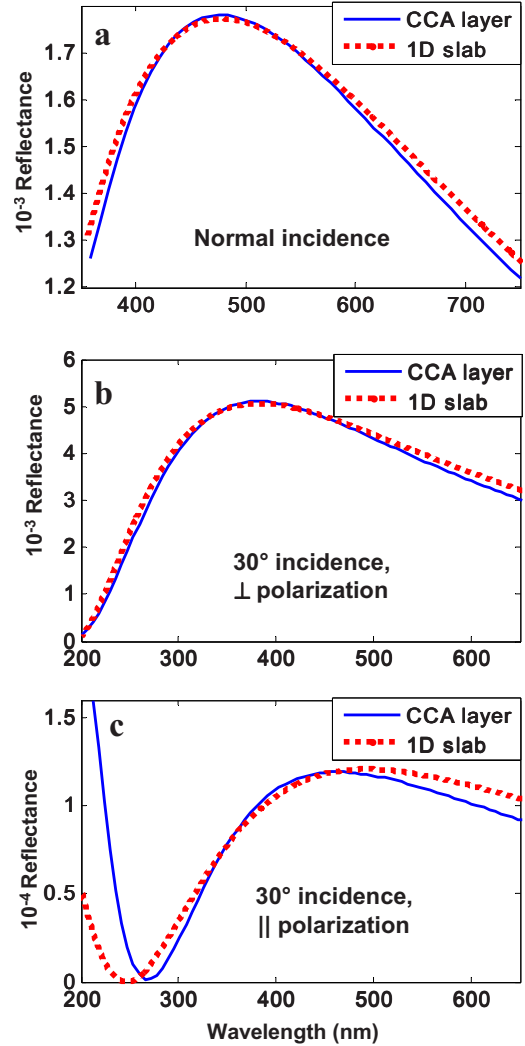 a
CCA layer
1D slab
1.7
1.6
1.5
1.4
1.3
1.2
10⁻³ Reflectance
Normal incidence
400 500 600 700
b
CCA layer
1D slab
6
5
4
3
2
1
0
10⁻³ Reflectance
30° incidence,
⊥ polarization
200 300 400 500 600
c
CCA layer
1D slab
1.5
1
0.5
0
10⁻⁴ Reflectance
30° incidence,
|| polarization
200 300 400 500 600
Wavelength (nm)